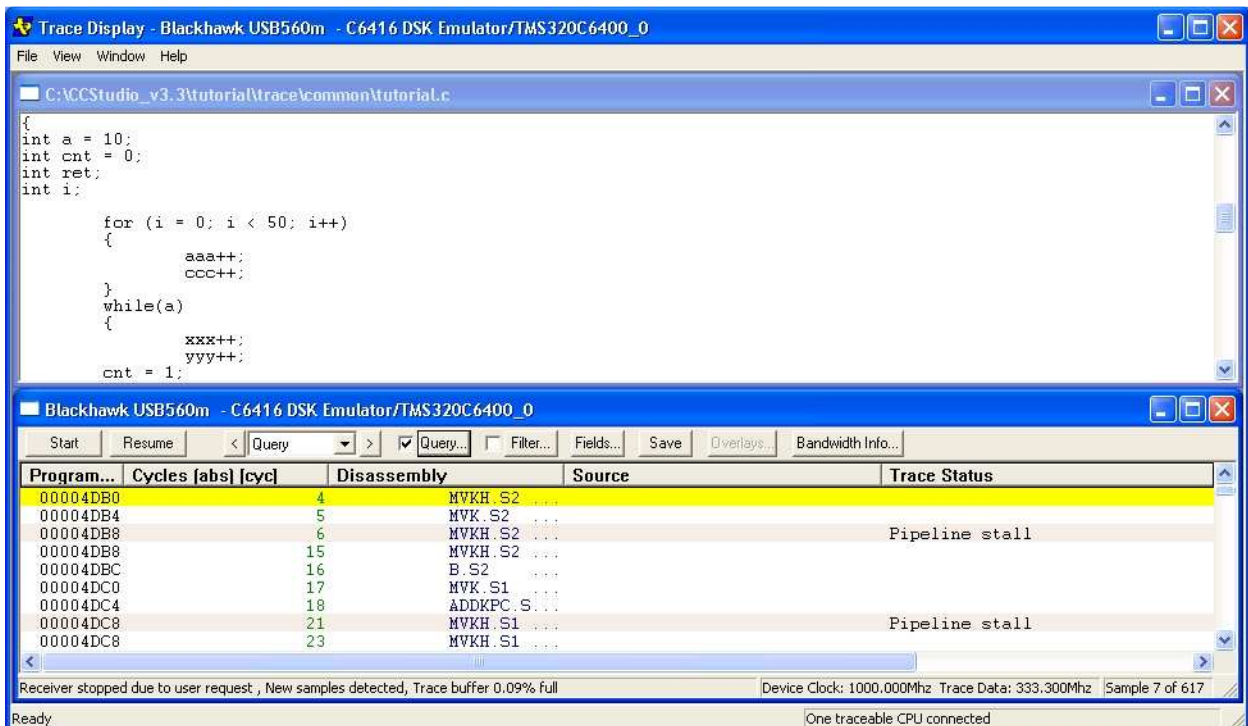 Trace Display - Blackhawk USB560m - C6416 DSK Emulator/TMS320C6400_0
File View Window Help
C:\CCStudio_v3.3\tutorial\trace\common\tutorial.c
{
int a = 10;
int cnt = 0;
int ret;
int i;
for (i = 0; i < 50; i++)
{
aaa++;
ccc++;
}
while(a)
{
xxx++;
yyy++;
cnt = 1;
Blackhawk USB560m - C6416 DSK Emulator/TMS320C6400_0
Start Resume < Query > Query... Filter... Fields... Save Overlays... Bandwidth Info...
Program... Cycles [abs] [cyc] Disassembly Source Trace Status
00004DB0 4 MVKH.S2 ...
00004DB4 5 MVK.S2 ...
00004DB8 6 MVKH.S2 ... Pipeline stall
00004DB8 15 MVKH.S2 ...
00004DBC 16 B.S2 ...
00004DC0 17 MVK.S1 ...
00004DC4 18 ADDKPC.S...
00004DC8 21 MVKH.S1 ... Pipeline stall
00004DC8 23 MVKH.S1 ...
Receiver stopped due to user request , New samples detected, Trace buffer 0.09% full Device Clock: 1000.000Mhz Trace Data: 333.300Mhz Sample 7 of 617
Ready One traceable CPU connected